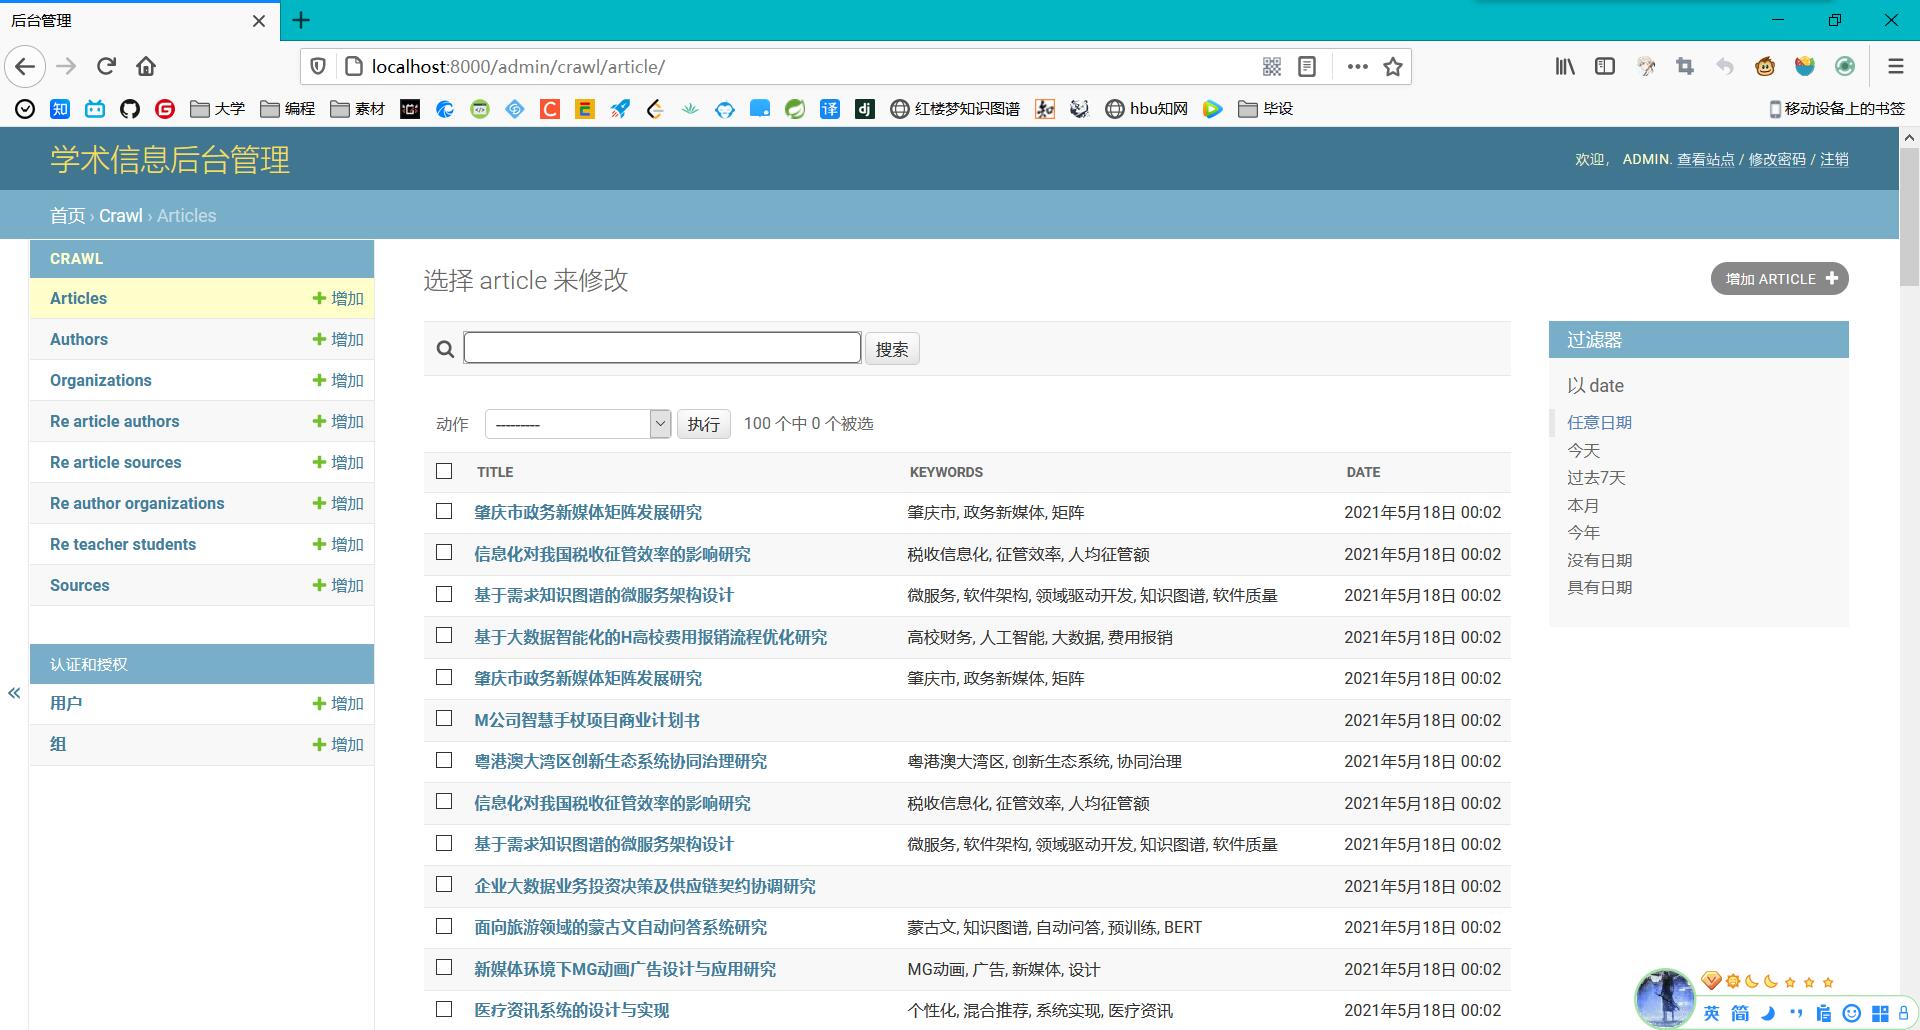 后台管理
localhost:8000/admin/crawl/article/
知 大学 编程 素材 C E 译 dj 红楼梦知识图谱 hbu知网 毕设 移动设备上的书签
学术信息后台管理
欢迎， ADMIN. 查看站点 / 修改密码 / 注销
首页 › Crawl › Articles
CRAWL
Articles 增加
Authors 增加
Organizations 增加
Re article authors 增加
Re article sources 增加
Re author organizations 增加
Re teacher students 增加
Sources 增加
认证和授权
用户 增加
组 增加
«
选择 article 来修改
增加 ARTICLE
搜索
动作 --------- 执行 100 个中 0 个被选
TITLE KEYWORDS DATE
肇庆市政务新媒体矩阵发展研究 肇庆市, 政务新媒体, 矩阵 2021年5月18日 00:02
信息化对我国税收征管效率的影响研究 税收信息化, 征管效率, 人均征管额 2021年5月18日 00:02
基于需求知识图谱的微服务架构设计 微服务, 软件架构, 领域驱动开发, 知识图谱, 软件质量 2021年5月18日 00:02
基于大数据智能化的H高校费用报销流程优化研究 高校财务, 人工智能, 大数据, 费用报销 2021年5月18日 00:02
肇庆市政务新媒体矩阵发展研究 肇庆市, 政务新媒体, 矩阵 2021年5月18日 00:02
M公司智慧手杖项目商业计划书 2021年5月18日 00:02
粤港澳大湾区创新生态系统协同治理研究 粤港澳大湾区, 创新生态系统, 协同治理 2021年5月18日 00:02
信息化对我国税收征管效率的影响研究 税收信息化, 征管效率, 人均征管额 2021年5月18日 00:02
基于需求知识图谱的微服务架构设计 微服务, 软件架构, 领域驱动开发, 知识图谱, 软件质量 2021年5月18日 00:02
企业大数据业务投资决策及供应链契约协调研究 2021年5月18日 00:02
面向旅游领域的蒙古文自动问答系统研究 蒙古文, 知识图谱, 自动问答, 预训练, BERT 2021年5月18日 00:02
新媒体环境下MG动画广告设计与应用研究 MG动画, 广告, 新媒体, 设计 2021年5月18日 00:02
医疗资讯系统的设计与实现 个性化, 混合推荐, 系统实现, 医疗资讯 2021年5月18日 00:02
过滤器
以 date
任意日期
今天
过去7天
本月
今年
没有日期
具有日期
英 简